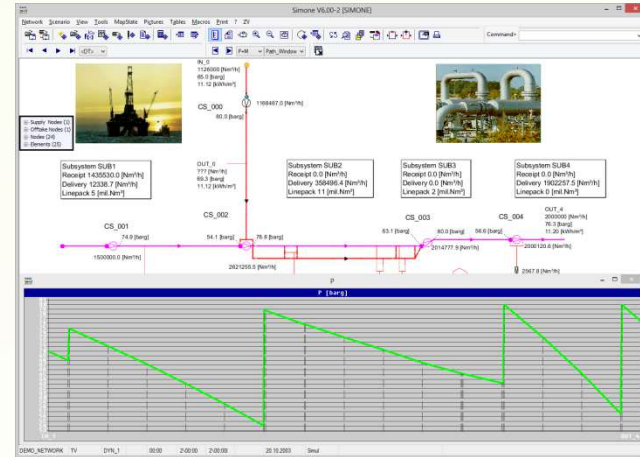 Simone V6.00-2 [SIMONE]
Network Scenario View Tools MapState Pictures Tables Macros Print ? ZV
Command>
<DT> P+M Path_Window
IN_0
1126000 [Nm³/h]
65.0 [barg]
11.12 [kWh/m³]
CS_000
1166467.0 [Nm³/h]
80.0 [barg]
Supply Nodes (1)
Offtake Nodes (1)
Nodes (24)
Elements (25)
Subsystem SUB1
Receipt 1435530.0 [Nm³/h]
Delivery 12338.7 [Nm³/h]
Linepack 5 [mil.Nm³]
OUT_0
??? [Nm³/h]
69.3 [barg]
11.12 [kWh/m³]
Subsystem SUB2
Receipt 0.0 [Nm³/h]
Delivery 358496.4 [Nm³/h]
Linepack 11 [mil.Nm³]
Subsystem SUB3
Receipt 0.0 [Nm³/h]
Delivery 0.0 [Nm³/h]
Linepack 2 [mil.Nm³]
Subsystem SUB4
Receipt 0.0 [Nm³/h]
Delivery 1902257.5 [Nm³/h]
Linepack 0 [mil.Nm³]
OUT_4
2000000 [Nm³/h]
76.3 [barg]
11.20 [kWh/m³]
CS_001
CS_002
CS_003
CS_004
74.9 [barg]
54.1 [barg]
78.8 [barg]
63.1 [barg]
80.0 [barg]
56.6 [barg]
1500000.0 [Nm³/h]
2621255.5 [Nm³/h]
2014777.9 [Nm³/h]
2000120.6 [Nm³/h]
2567.8 [Nm³/h]
P
P [barg]
DEMO_NETWORK TV DYN_1 00:00 2-00:00 2-00:00 20.10.2003 Simul